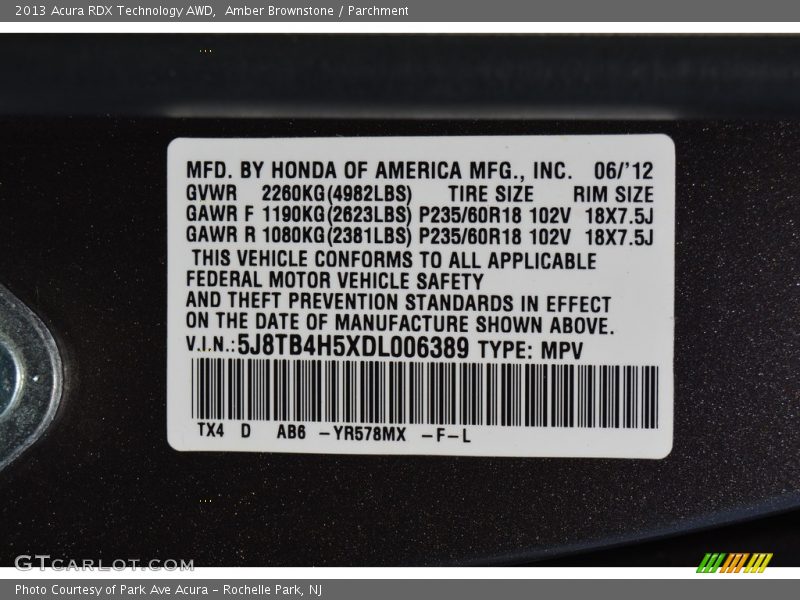 2013 Acura RDX Technology AWD,  Amber Brownstone / Parchment
MFD. BY HONDA OF AMERICA MFG., INC. 06/'12
GVWR 2260KG(4982LBS) TIRE SIZE RIM SIZE
GAWR F 1190KG(2623LBS) P235/60R18 102V 18X7.5J
GAWR R 1080KG(2381LBS) P235/60R18 102V 18X7.5J
THIS VEHICLE CONFORMS TO ALL APPLICABLE
FEDERAL MOTOR VEHICLE SAFETY
AND THEFT PREVENTION STANDARDS IN EFFECT
ON THE DATE OF MANUFACTURE SHOWN ABOVE.
V.I.N.:5J8TB4H5XDL006389 TYPE: MPV
TX4 D AB6 -YR578MX -F-L
GTCARLOT.COM
Photo Courtesy of Park Ave Acura - Rochelle Park, NJ